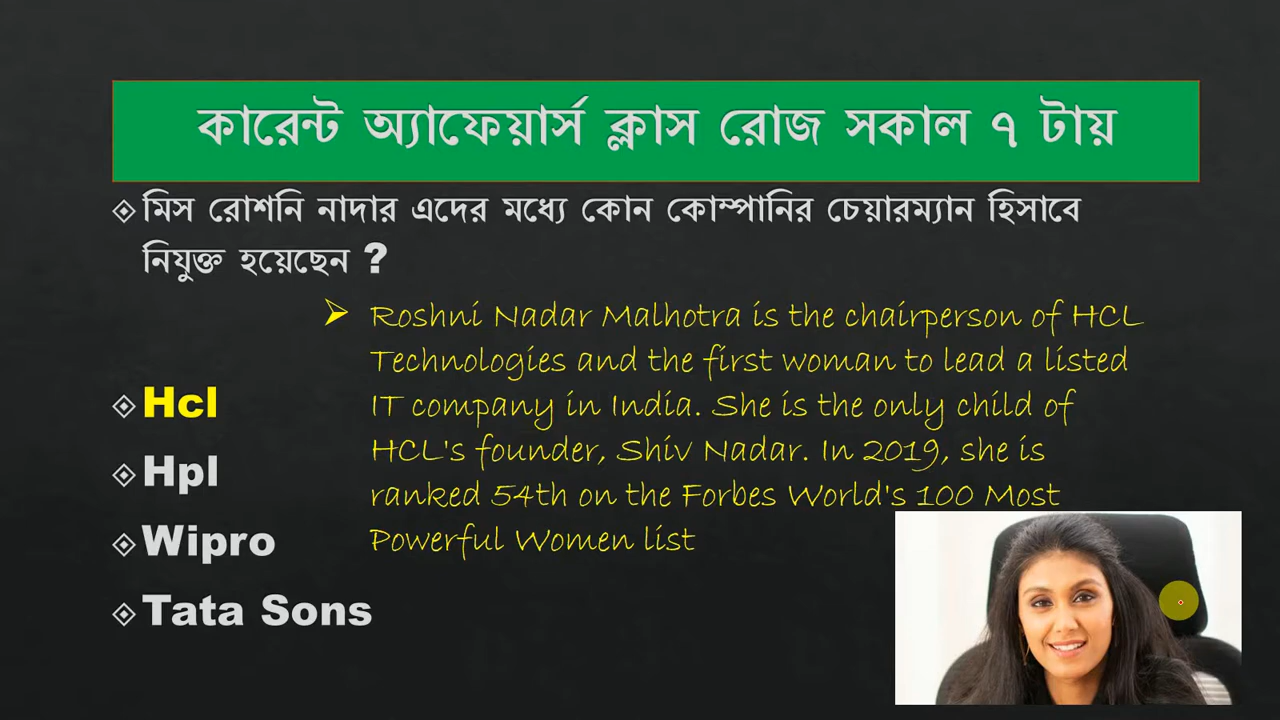 কারেন্ট অ্যাফেয়ার্স ক্লাস রোজ সকাল ৭ টায়
মিস রোশনি নাদার এদের মধ্যে কোন কোম্পানির চেয়ারম্যান হিসাবে
নিযুক্ত হয়েছেন ?
Roshni Nadar Malhotra is the chairperson of HCL
Technologies and the first woman to lead a listed
IT company in India. She is the only child of
HCL's founder, Shiv Nadar. In 2019, she is
ranked 54th on the Forbes World's 100 Most
Powerful Women list
Hcl
Hpl
Wipro
Tata Sons